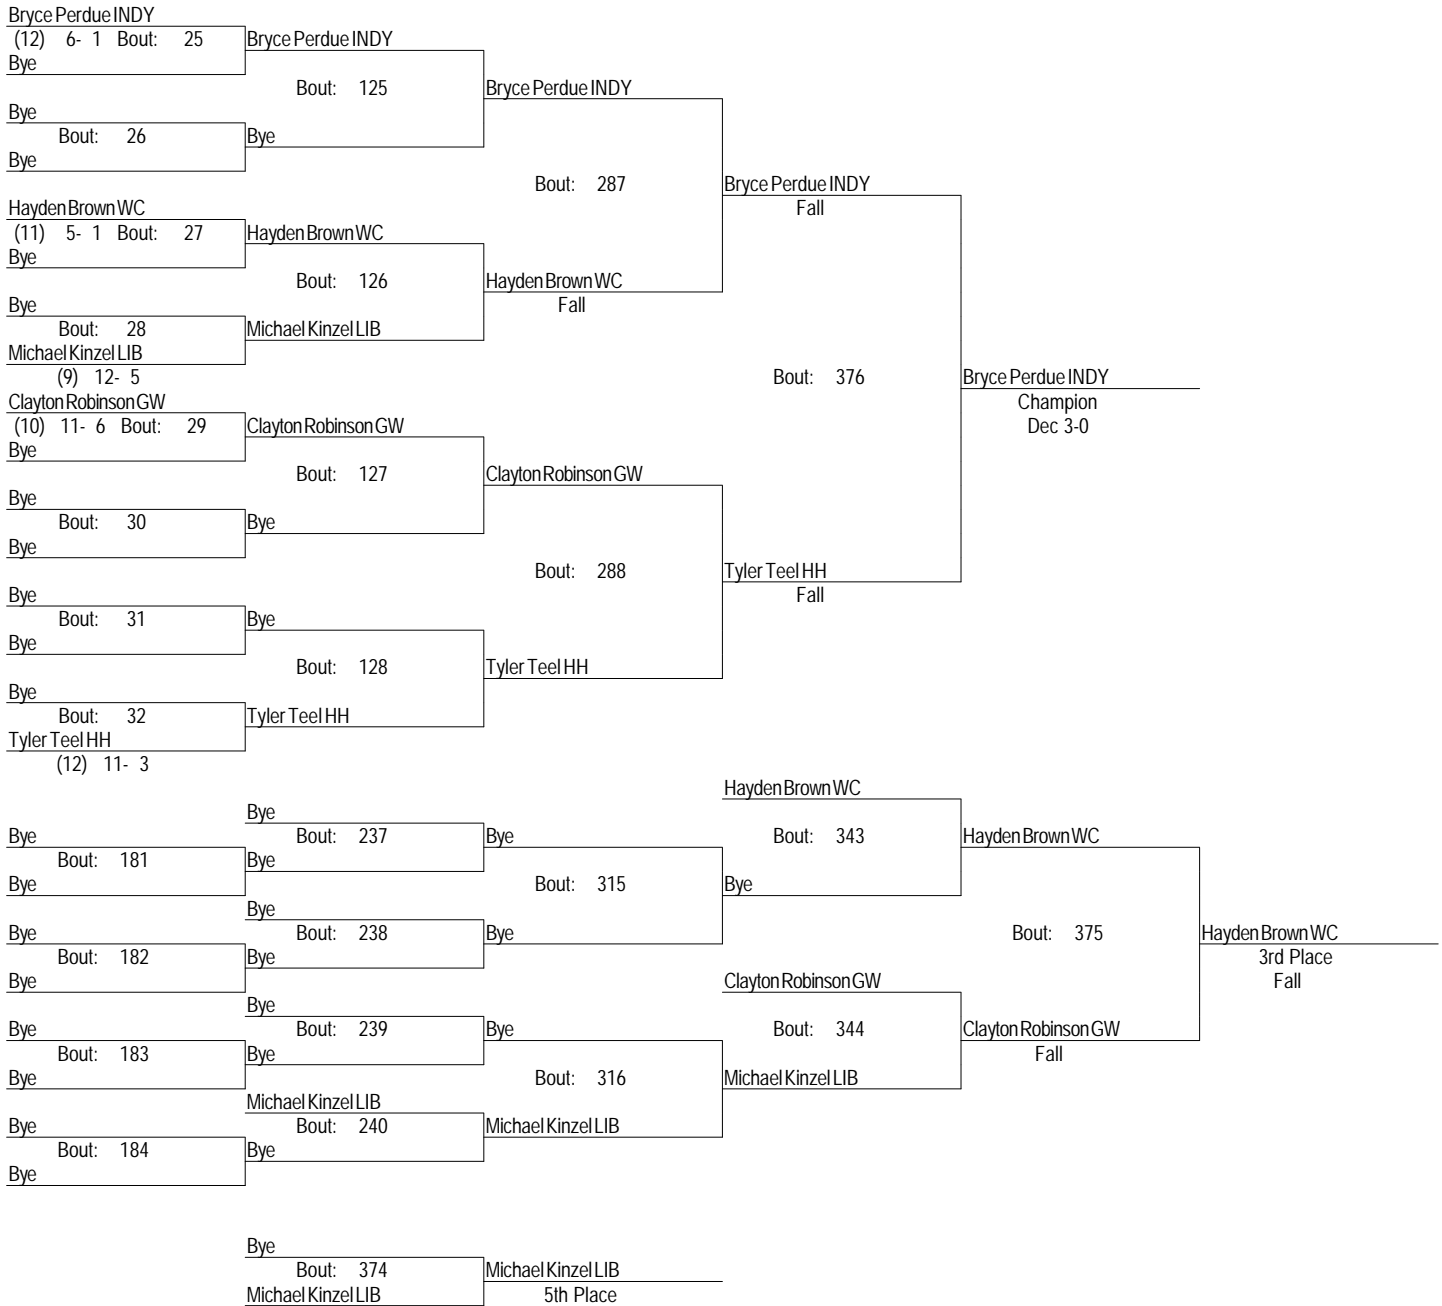 Bryce Perdue INDY
(12) 6- 1 Bout: 25 Bryce Perdue INDY
Bye
Bout: 125 Bryce Perdue INDY
Bye
Bout: 26 Bye
Bye
Bout: 287 Bryce Perdue INDY
Fall
Hayden Brown WC
(11) 5- 1 Bout: 27 Hayden Brown WC
Bye
Bout: 126 Hayden Brown WC
Fall
Bye
Bout: 28 Michael Kinzel LIB
Michael Kinzel LIB
(9) 12- 5
Bout: 376 Bryce Perdue INDY
Champion
Dec 3-0
Clayton Robinson GW
(10) 11- 6 Bout: 29 Clayton Robinson GW
Bye
Bout: 127 Clayton Robinson GW
Bye
Bout: 30 Bye
Bye
Bout: 288 Tyler Teel HH
Fall
Bye
Bout: 31 Bye
Bye
Bout: 128 Tyler Teel HH
Bye
Bout: 32 Tyler Teel HH
Tyler Teel HH
(12) 11- 3
Hayden Brown WC
Bye
Bye Bout: 237 Bye Bout: 343 Hayden Brown WC
Bout: 181 Bye
Bye Bout: 315 Bye
Bye
Bye Bout: 238 Bye Bout: 375 Hayden Brown WC
Bout: 182 Bye 3rd Place
Bye Clayton Robinson GW Fall
Bye
Bye Bout: 239 Bye Bout: 344 Clayton Robinson GW
Bout: 183 Bye Fall
Bye Bout: 316 Michael Kinzel LIB
Michael Kinzel LIB
Bye Bout: 240 Michael Kinzel LIB
Bout: 184 Bye
Bye
Bye
Bout: 374 Michael Kinzel LIB
Michael Kinzel LIB 5th Place